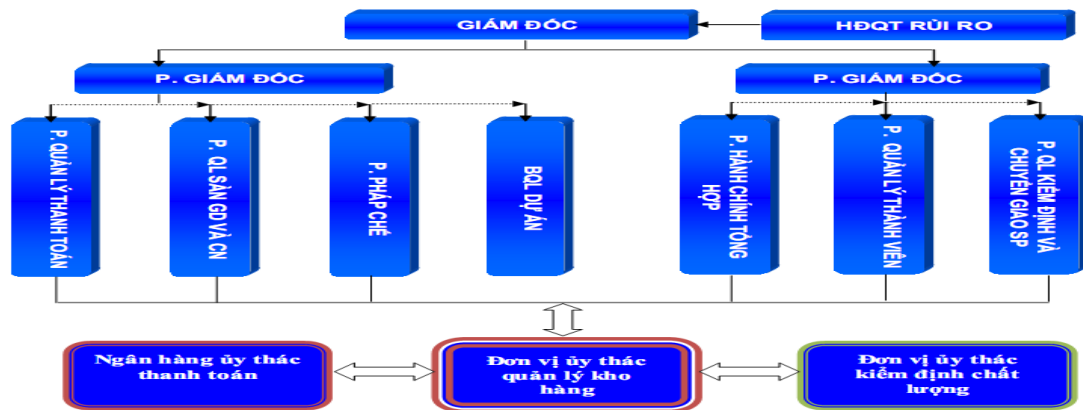 GIÁM ĐỐC
HĐQT RỦI RO
P. GIÁM ĐỐC
P. GIÁM ĐỐC
P. QUẢN LÝ THANH TOÁN
P. QL SÀN GD VÀ CN
P. PHÁP CHẾ
BQL DỰ ÁN
P. HÀNH CHÍNH TỔNG
HỢP
P. QUẢN LÝ THÀNH VIÊN
P. QL KIỂM ĐỊNH VÀ
CHUYỂN GIAO SP
Ngân hàng ủy thác
thanh toán
Đơn vị ủy thác
quản lý kho
hàng
Đơn vị ủy thác
kiểm định chất
lượng